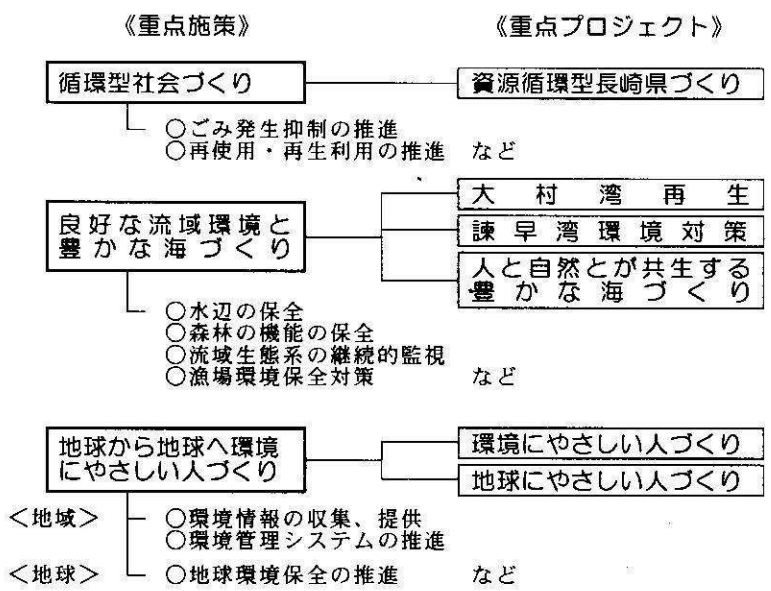 《重点施策》 《重点プロジェクト》
循環型社会づくり 資源循環型長崎県づくり
○ごみ発生抑制の推進
○再使用・再生利用の推進 など
大村湾再生
良好な流域環境と
豊かな海づくり
諫早湾環境対策
人と自然とが共生する
豊かな海づくり
○水辺の保全
○森林の機能の保全
○流域生態系の継続的監視
○漁場環境保全対策 など
地球から地球へ環境
にやさしい人づくり
環境にやさしい人づくり
地球にやさしい人づくり
<地域> ○環境情報の収集、提供
○環境管理システムの推進
<地球> ○地球環境保全の推進 など